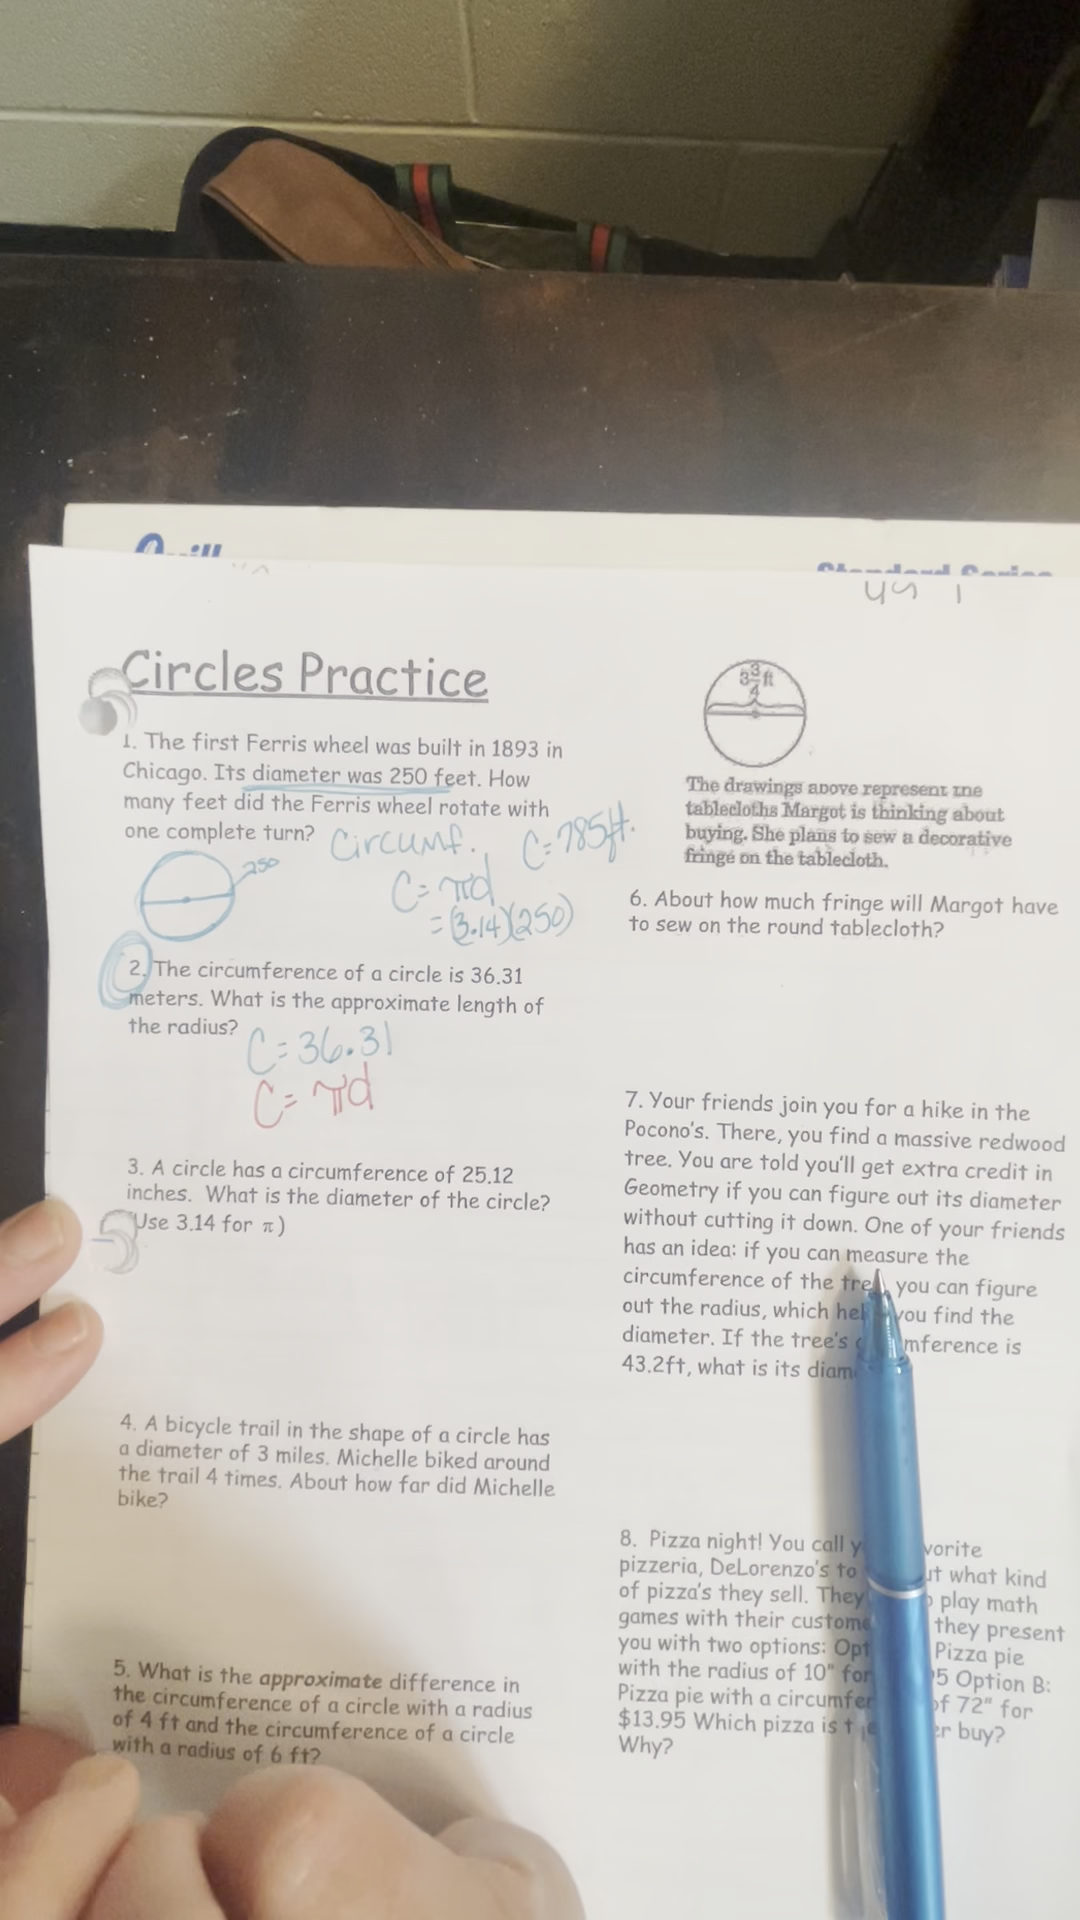 Circles Practice
1. The first Ferris wheel was built in 1893 in
Chicago. Its diameter was 250 feet. How
many feet did the Ferris wheel rotate with
one complete turn?
Circumf.
C=785ft.
250
C=πd
=(3.14)(250)
2. The circumference of a circle is 36.31
meters. What is the approximate length of
the radius?
C=36.31
C=πd
3. A circle has a circumference of 25.12
inches. What is the diameter of the circle?
Use 3.14 for π)
4. A bicycle trail in the shape of a circle has
a diameter of 3 miles. Michelle biked around
the trail 4 times. About how far did Michelle
bike?
5. What is the approximate difference in
the circumference of a circle with a radius
of 4 ft and the circumference of a circle
with a radius of 6 ft?
3 3/4 ft
The drawings above represent the
tablecloths Margot is thinking about
buying. She plans to sew a decorative
fringe on the tablecloth.
6. About how much fringe will Margot have
to sew on the round tablecloth?
7. Your friends join you for a hike in the
Pocono's. There, you find a massive redwood
tree. You are told you'll get extra credit in
Geometry if you can figure out its diameter
without cutting it down. One of your friends
has an idea: if you can measure the
circumference of the you can figure
out the radius, which you find the
diameter. If the tree's is
43.2ft, what is its
8. Pizza night! You call
pizzeria, DeLorenzo's to what kind
of pizza's they sell. They play math
games with their they present
you with two options: Pizza pie
with the radius of 10" Option B:
Pizza pie with a of 72" for
$13.95 Which pizza is buy?
Why?